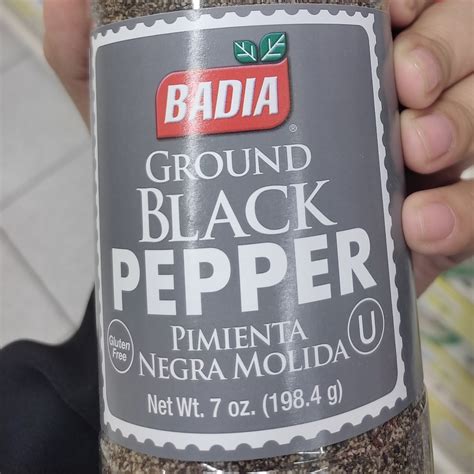 BADIA®
GROUND
BLACK
PEPPER
Gluten
Free
PIMIENTA
NEGRA MOLIDA
U
Net Wt. 7 oz. (198.4 g)